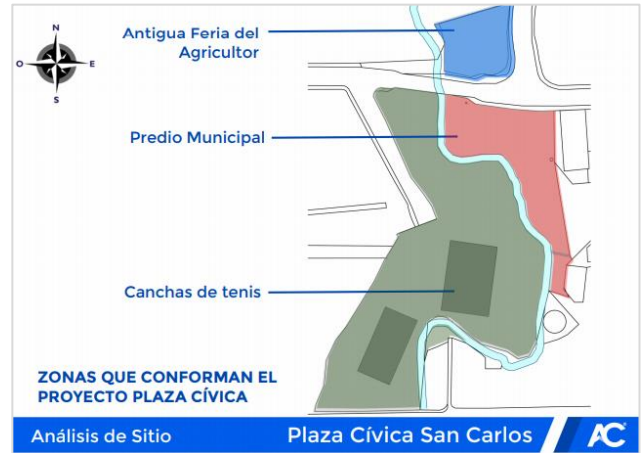 Antigua Feria del
Agricultor
N
O
E
S
Predio Municipal
Canchas de tenis
ZONAS QUE CONFORMAN EL
PROYECTO PLAZA CÍVICA
Análisis de Sitio
Plaza Cívica San Carlos
AC